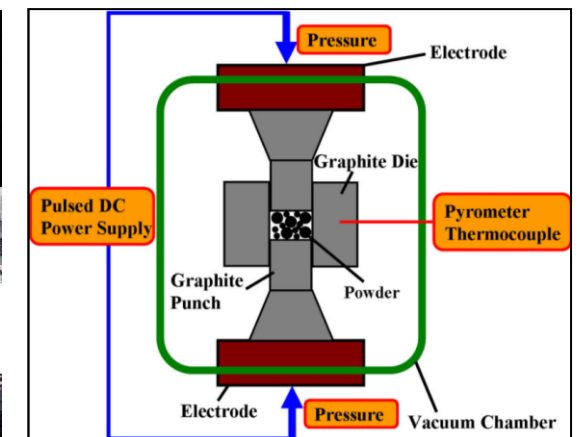 Pressure
Electrode
Graphite Die
Pulsed DC
Power Supply
Pyrometer
Thermocouple
Graphite
Punch
Powder
Electrode
Pressure
Vacuum Chamber